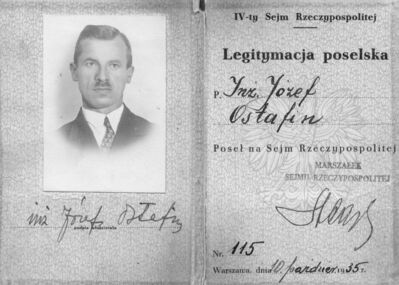 inż Józef Ostafin
podpis właściciela
IV-ty Sejm Rzeczypospolitej
Legitymacja poselska
P. Inż. Józef
Ostafin
Poseł na Sejm Rzeczypospolitej
MARSZAŁEK
SEJMU RZECZYPOSPOLITEJ
Nr. 115
Warszawa, dnia 10. paździer. 1935 r.